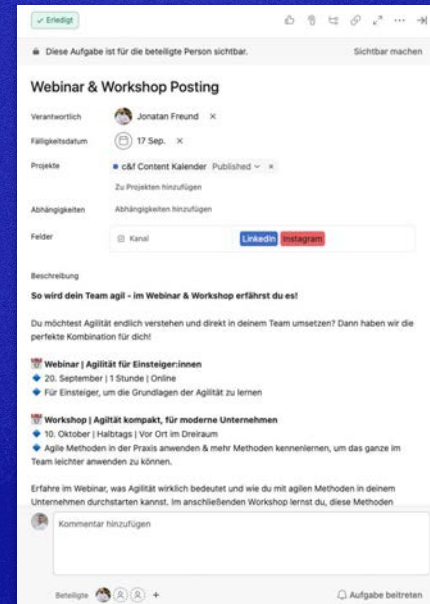 ✓ Erledigt
Diese Aufgabe ist für die beteiligte Person sichtbar. Sichtbar machen
Webinar & Workshop Posting
Verantwortlich Jonatan Freund ×
Fälligkeitsdatum 17 Sep. ×
Projekte c&f Content Kalender Published ×
Zu Projekten hinzufügen
Abhängigkeiten Abhängigkeiten hinzufügen
Felder Kanal LinkedIn Instagram
Beschreibung
So wird dein Team agil - im Webinar & Workshop erfährst du es!
Du möchtest Agilität endlich verstehen und direkt in deinem Team umsetzen? Dann haben wir die
perfekte Kombination für dich!
📅 Webinar | Agilität für Einsteiger:innen
🔹 20. September | 1 Stunde | Online
🔹 Für Einsteiger, um die Grundlagen der Agilität zu lernen
📅 Workshop | Agiltät kompakt, für moderne Unternehmen
🔹 10. Oktober | Halbtags | Vor Ort im Dreiraum
🔹 Agile Methoden in der Praxis anwenden & mehr Methoden kennenlernen, um das ganze im
Team leichter anwenden zu können.
Erfahre im Webinar, was Agilität wirklich bedeutet und wie du mit agilen Methoden in deinem
Unternehmen durchstarten kannst. Im anschließenden Workshop lernst du, diese Methoden
Kommentar hinzufügen
Beteiligte + Aufgabe beitreten